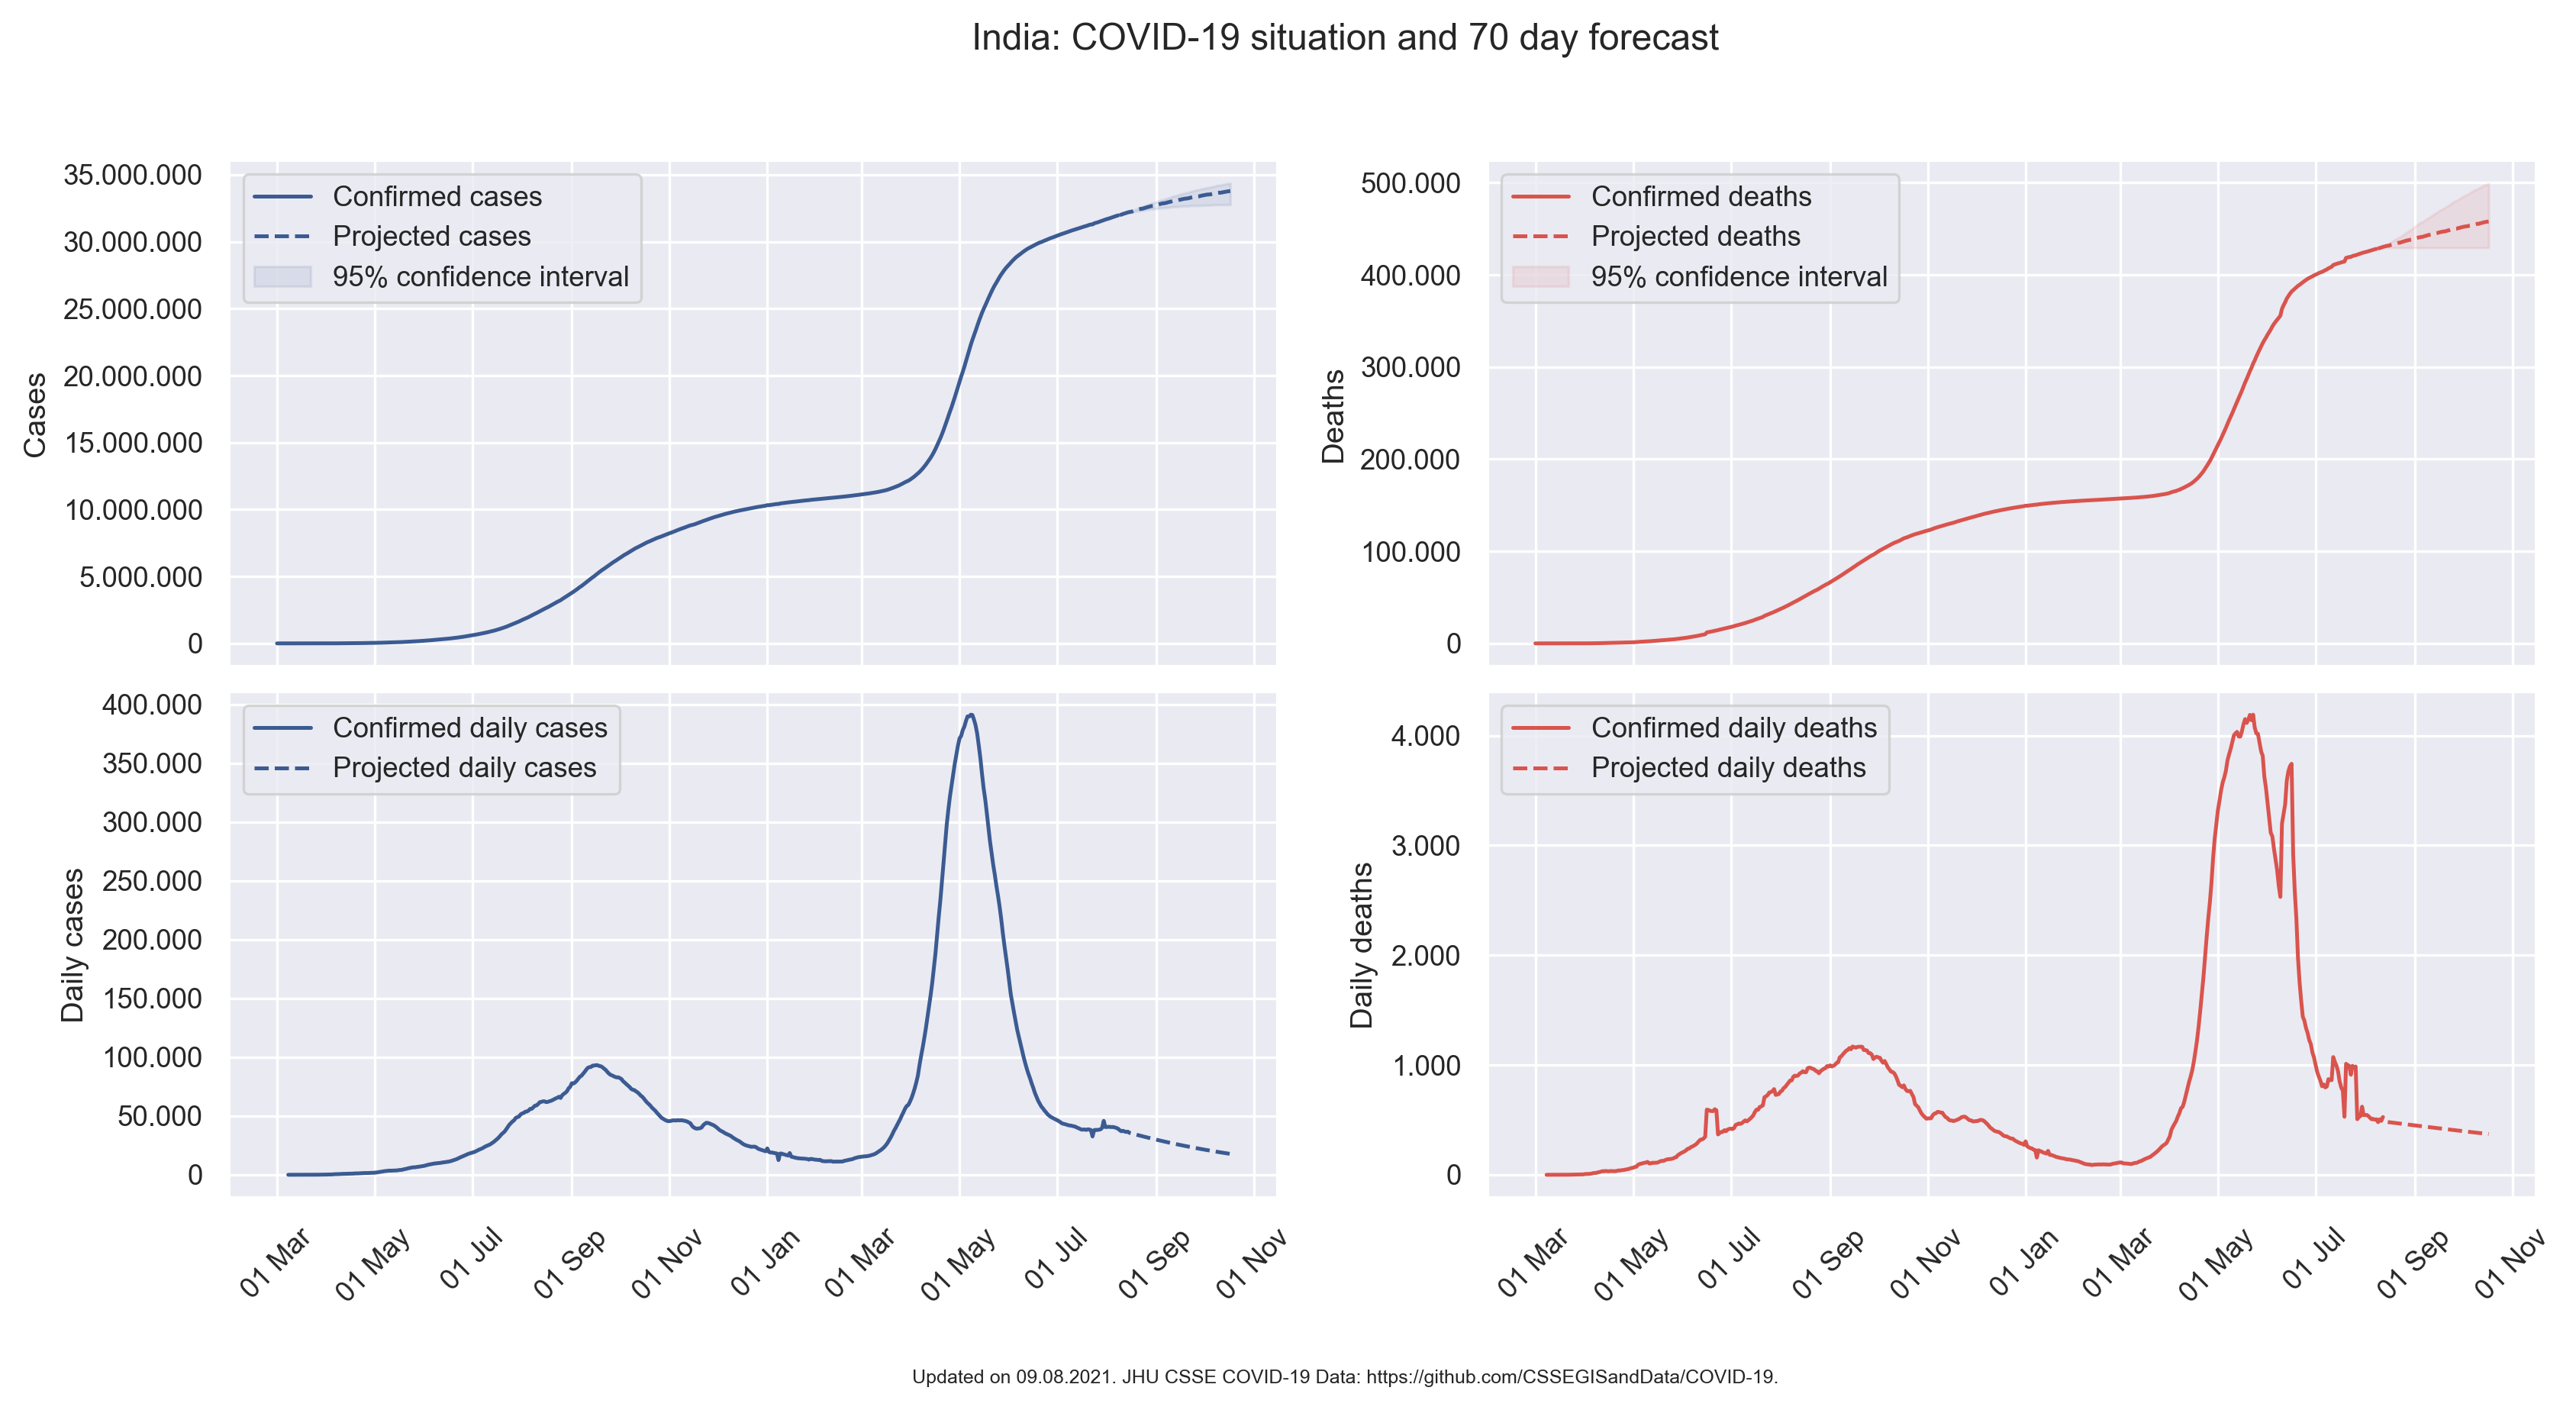 India: COVID-19 situation and 70 day forecast
35.000.000
30.000.000
25.000.000
20.000.000
15.000.000
10.000.000
5.000.000
0
Cases
Confirmed cases
Projected cases
95% confidence interval
500.000
400.000
300.000
200.000
100.000
0
Deaths
Confirmed deaths
Projected deaths
95% confidence interval
400.000
350.000
300.000
250.000
200.000
150.000
100.000
50.000
0
Daily cases
Confirmed daily cases
Projected daily cases
01 Mar
01 May
01 Jul
01 Sep
01 Nov
01 Jan
01 Mar
01 May
01 Jul
01 Sep
01 Nov
4.000
3.000
2.000
1.000
0
Daily deaths
Confirmed daily deaths
Projected daily deaths
01 Mar
01 May
01 Jul
01 Sep
01 Nov
01 Jan
01 Mar
01 May
01 Jul
01 Sep
01 Nov
Updated on 09.08.2021. JHU CSSE COVID-19 Data: https://github.com/CSSEGISandData/COVID-19.